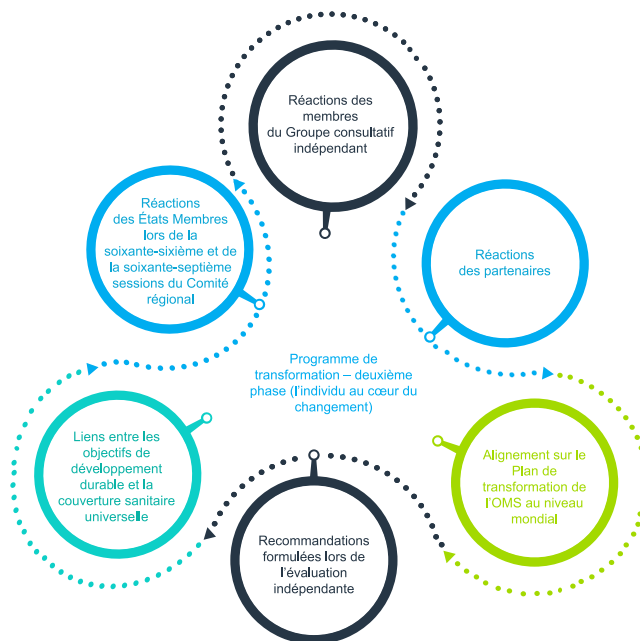 Réactions des
membres
du Groupe consultatif
indépendant
Réactions
des États Membres
lors de la
soixante-sixième et de
la soixante-septième
sessions du Comité
régional
Réactions
des partenaires
Programme de
transformation – deuxième
phase (l’individu au cœur du
changement)
Liens entre les
objectifs de
développement
durable et la
couverture sanitaire
universelle
Alignement sur le
Plan de
transformation de
l’OMS au niveau
mondial
Recommandations
formulées lors de
l’évaluation
indépendante